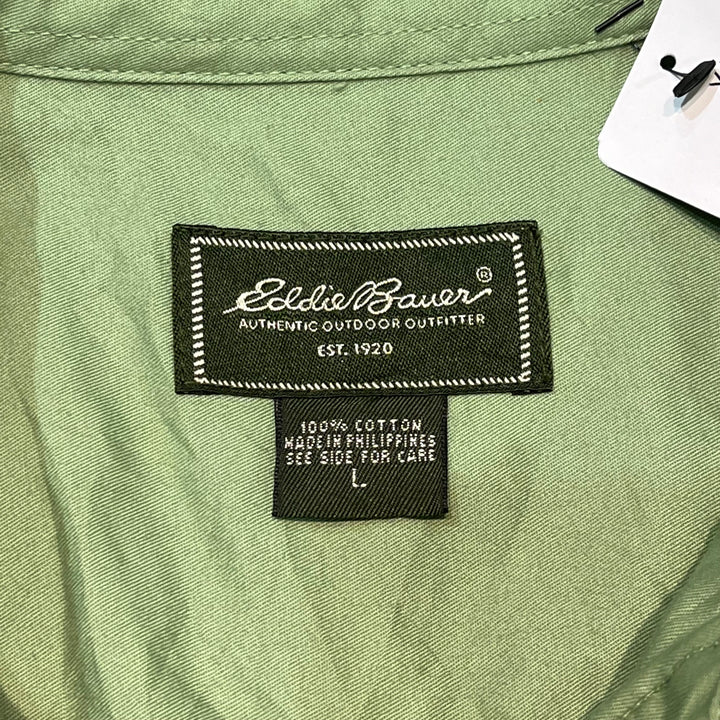 Eddie Bauer®
AUTHENTIC OUTDOOR OUTFITTER
EST. 1920
100% COTTON
MADE IN PHILIPPINES
SEE SIDE FOR CARE
L